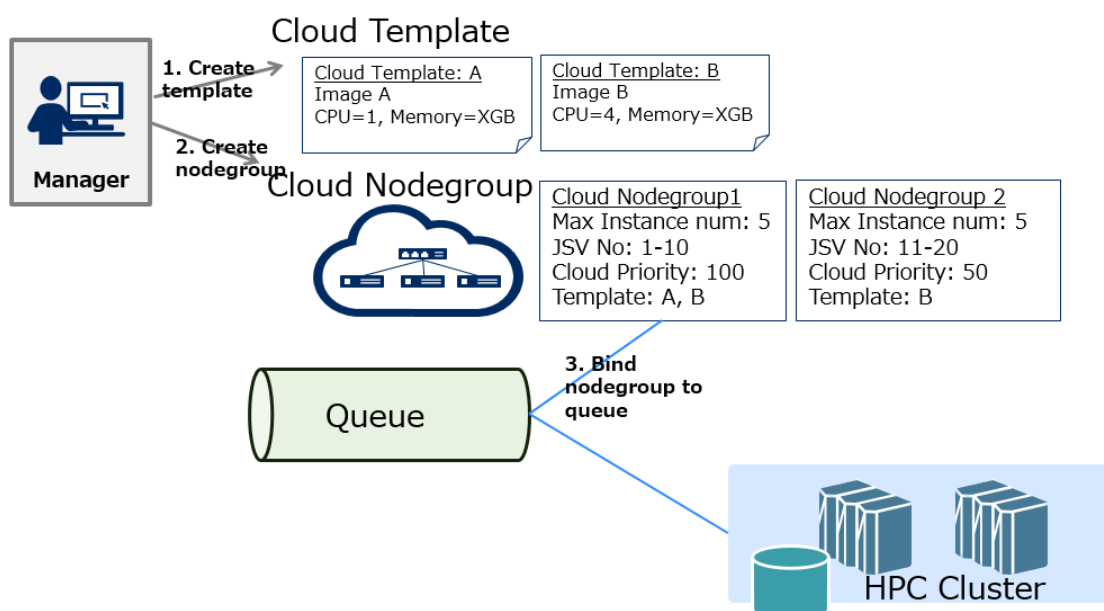 Cloud Template
1. Create
template
Cloud Template: A
Image A
CPU=1, Memory=XGB
Cloud Template: B
Image B
CPU=4, Memory=XGB
Manager
2. Create
nodegroup
Cloud Nodegroup
Cloud Nodegroup1
Max Instance num: 5
JSV No: 1-10
Cloud Priority: 100
Template: A, B
Cloud Nodegroup 2
Max Instance num: 5
JSV No: 11-20
Cloud Priority: 50
Template: B
3. Bind
nodegroup to
queue
Queue
HPC Cluster